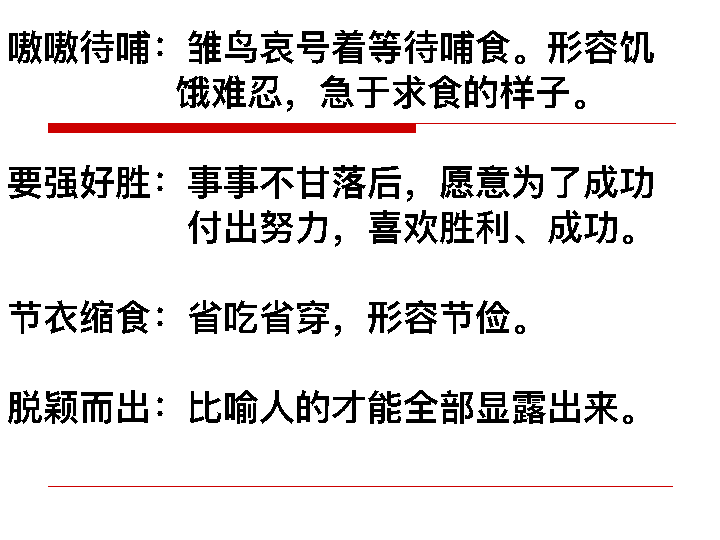 嗷嗷待哺：雏鸟哀号着等待哺食。形容饥
饿难忍，急于求食的样子。
要强好胜：事事不甘落后，愿意为了成功
付出努力，喜欢胜利、成功。
节衣缩食：省吃省穿，形容节俭。
脱颖而出：比喻人的才能全部显露出来。